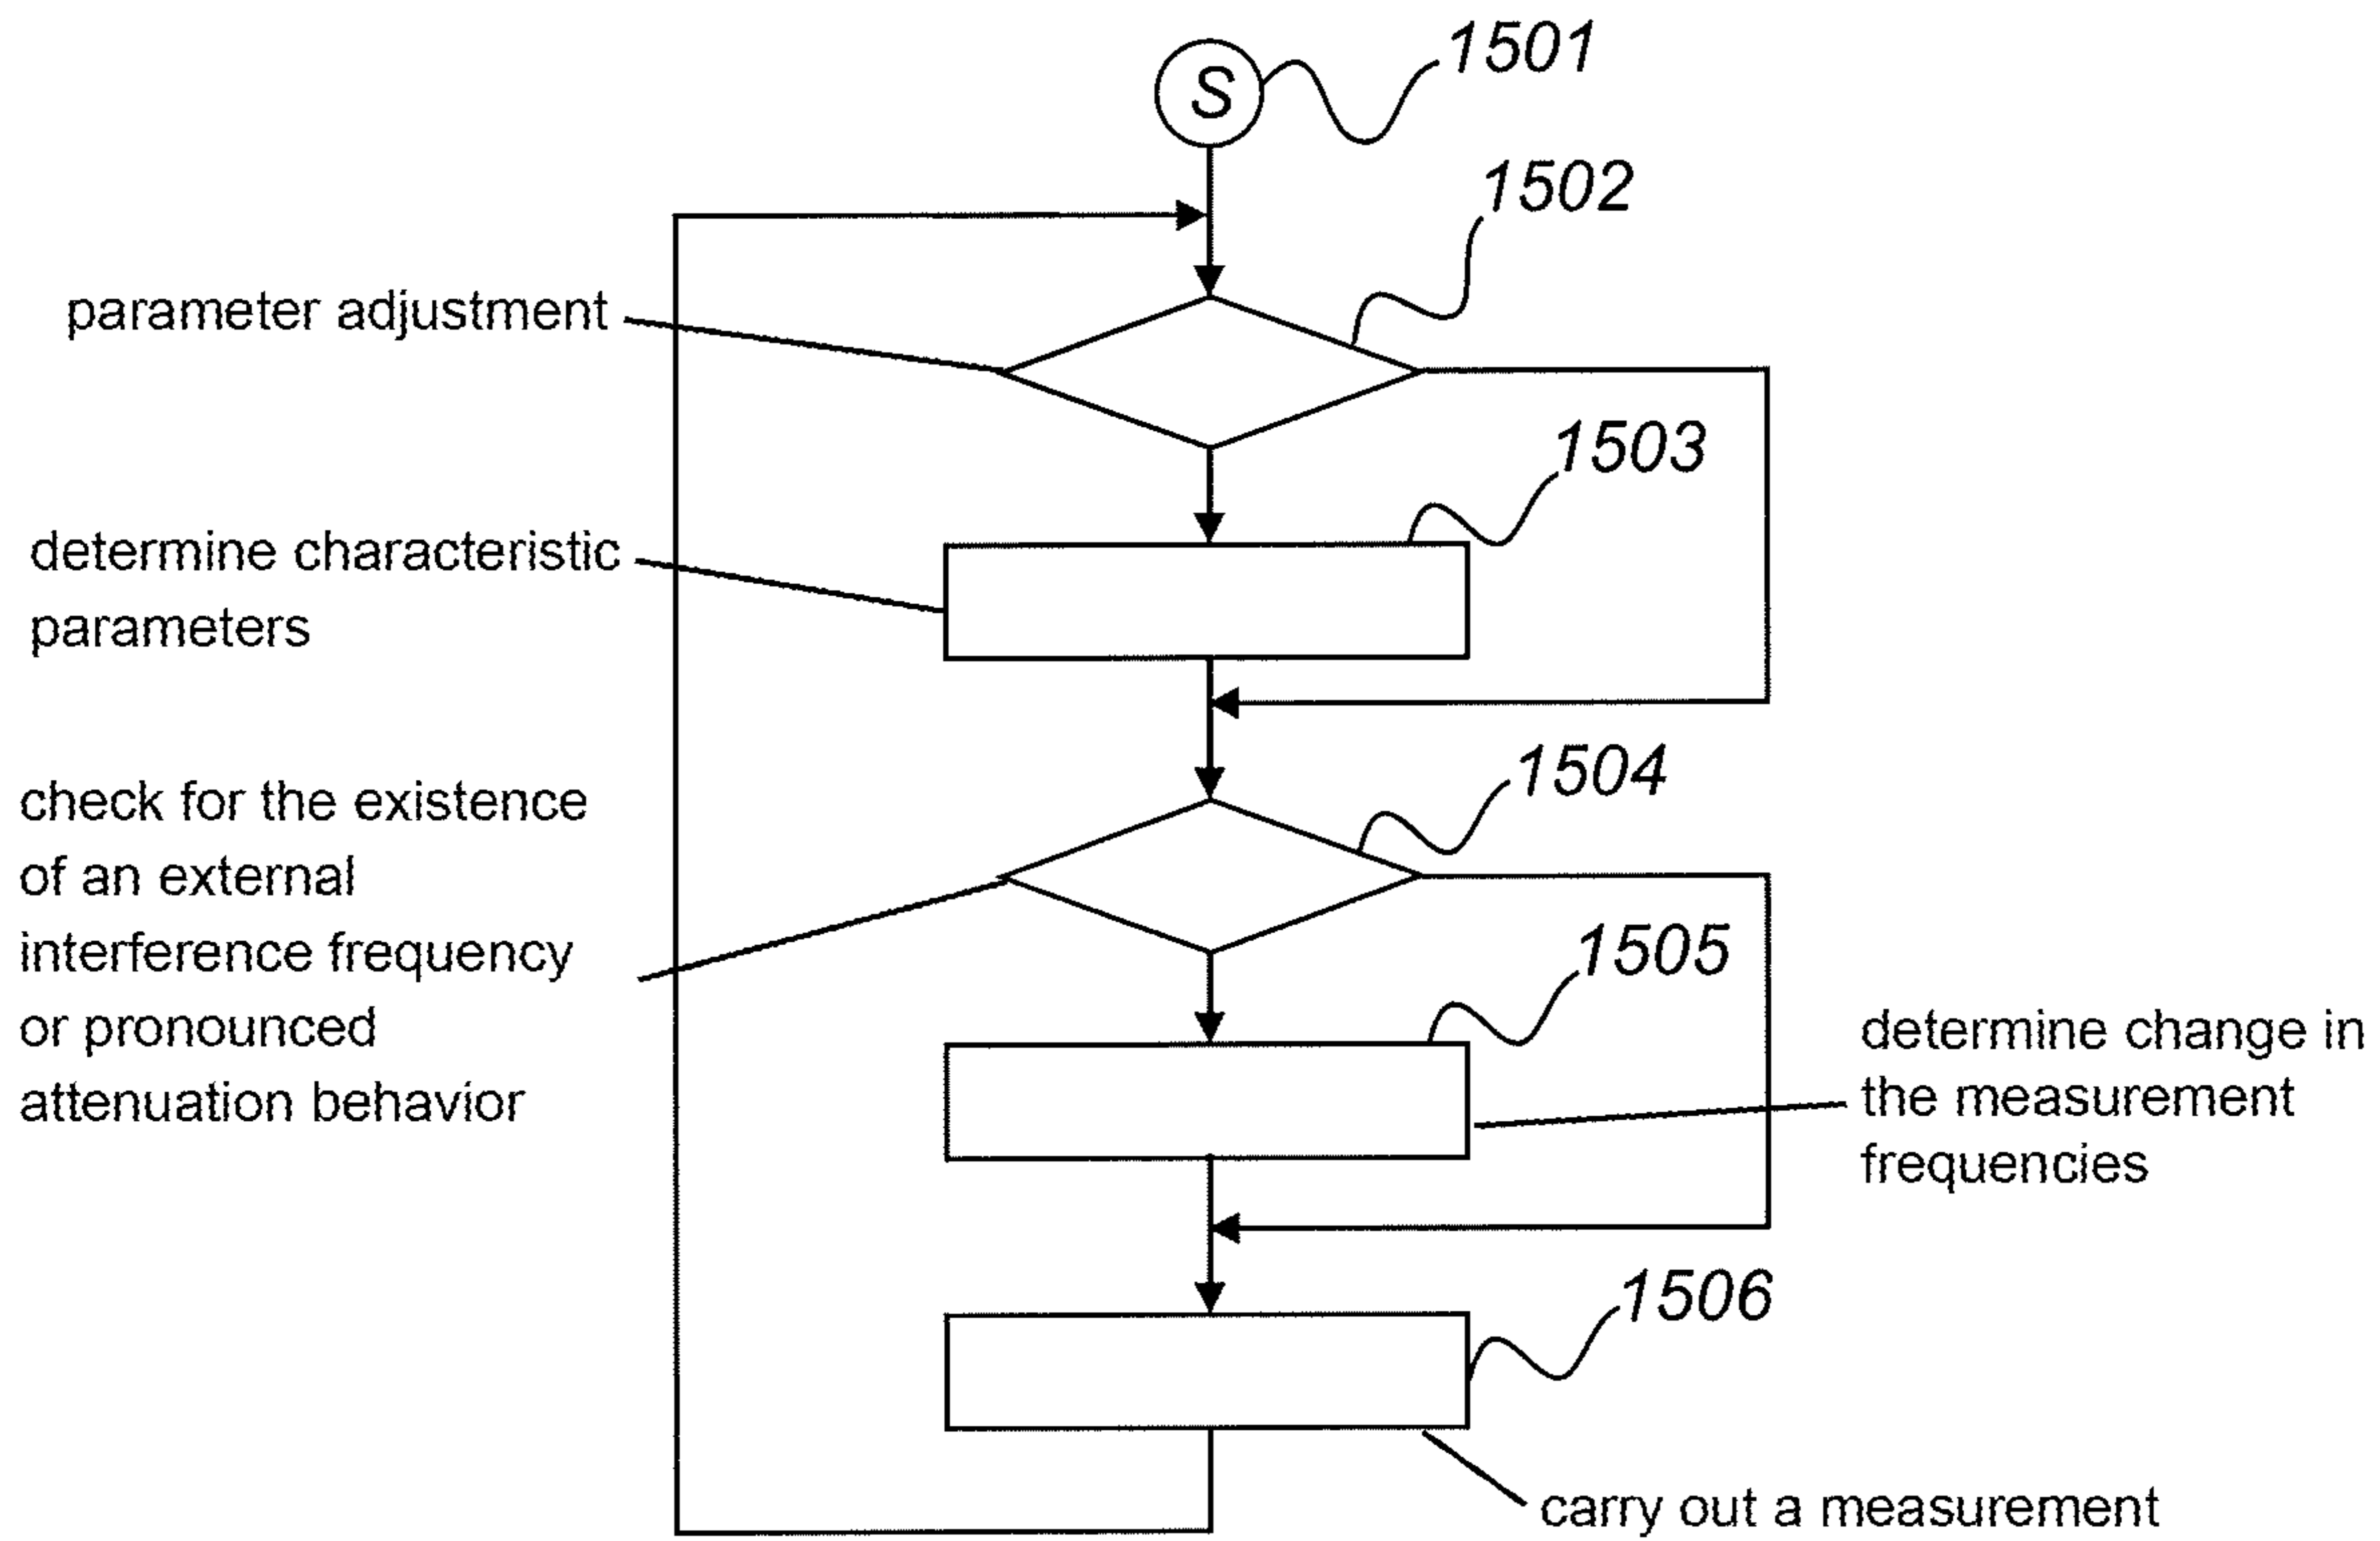 1501
S
1502
parameter adjustment
1503
determine characteristic
parameters
1504
check for the existence
of an external
interference frequency
or pronounced
attenuation behavior
1505
determine change in
the measurement
frequencies
1506
carry out a measurement